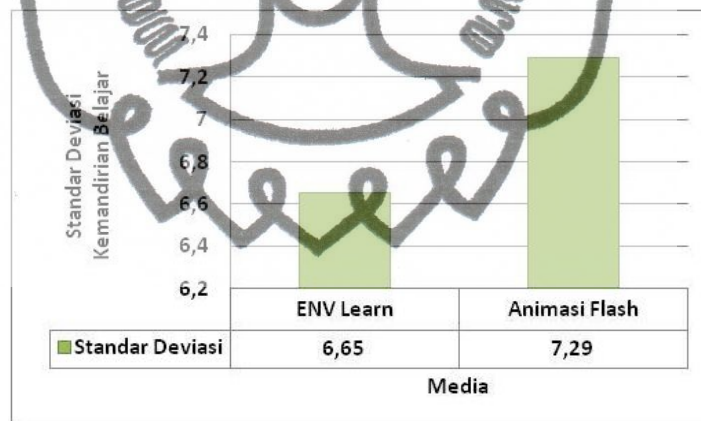 Standar Deviasi
Kemandirian Belajar
7,4
7,2
7
6,8
6,6
6,4
6,2
ENV Learn Animasi Flash
Standar Deviasi 6,65 7,29
Media